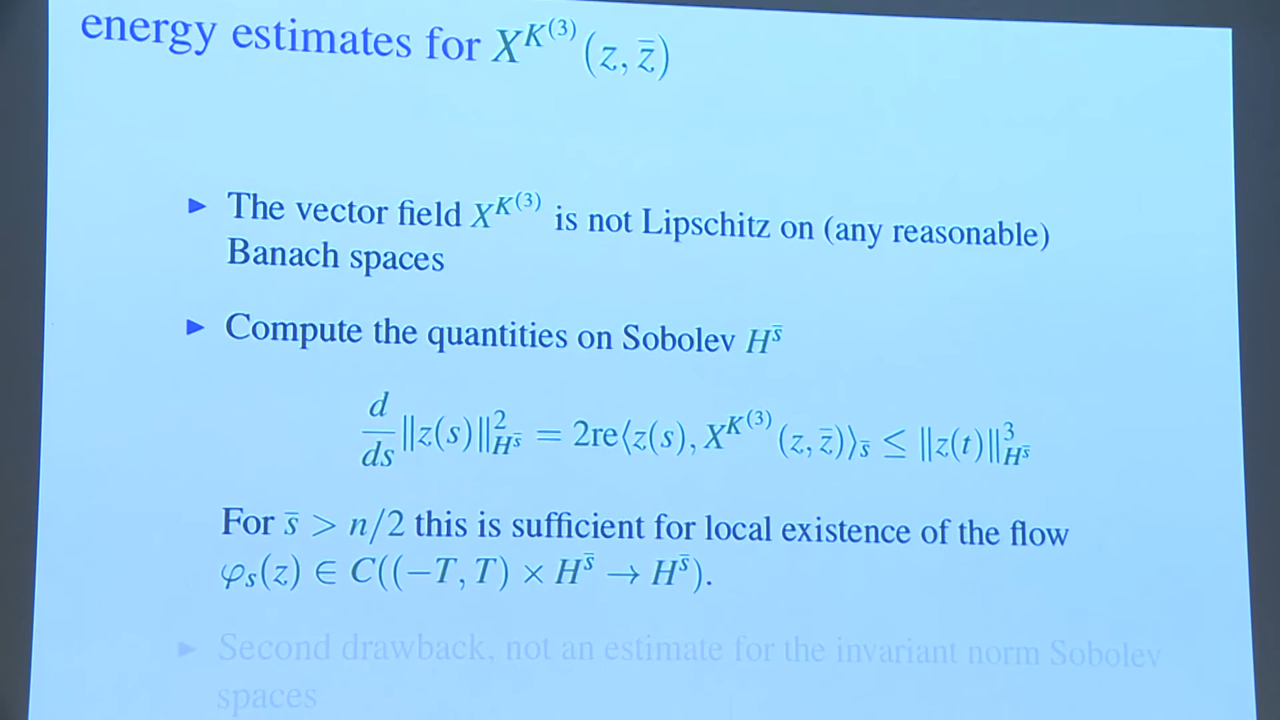 energy estimates for X^{K^{(3)}}(z, z̄)
▶ The vector field X^{K^{(3)}} is not Lipschitz on (any reasonable)
Banach spaces
▶ Compute the quantities on Sobolev H^{s̄}
d/ds ‖z(s)‖²_{H^{s̄}} = 2re⟨z(s), X^{K^{(3)}}(z, z̄)⟩_{s̄} ≤ ‖z(t)‖³_{H^{s̄}}
For s̄ > n/2 this is sufficient for local existence of the flow
φ_s(z) ∈ C((−T, T) × H^{s̄} → H^{s̄}).
▶ Second drawback, not an estimate for the invariant norm Sobolev
spaces